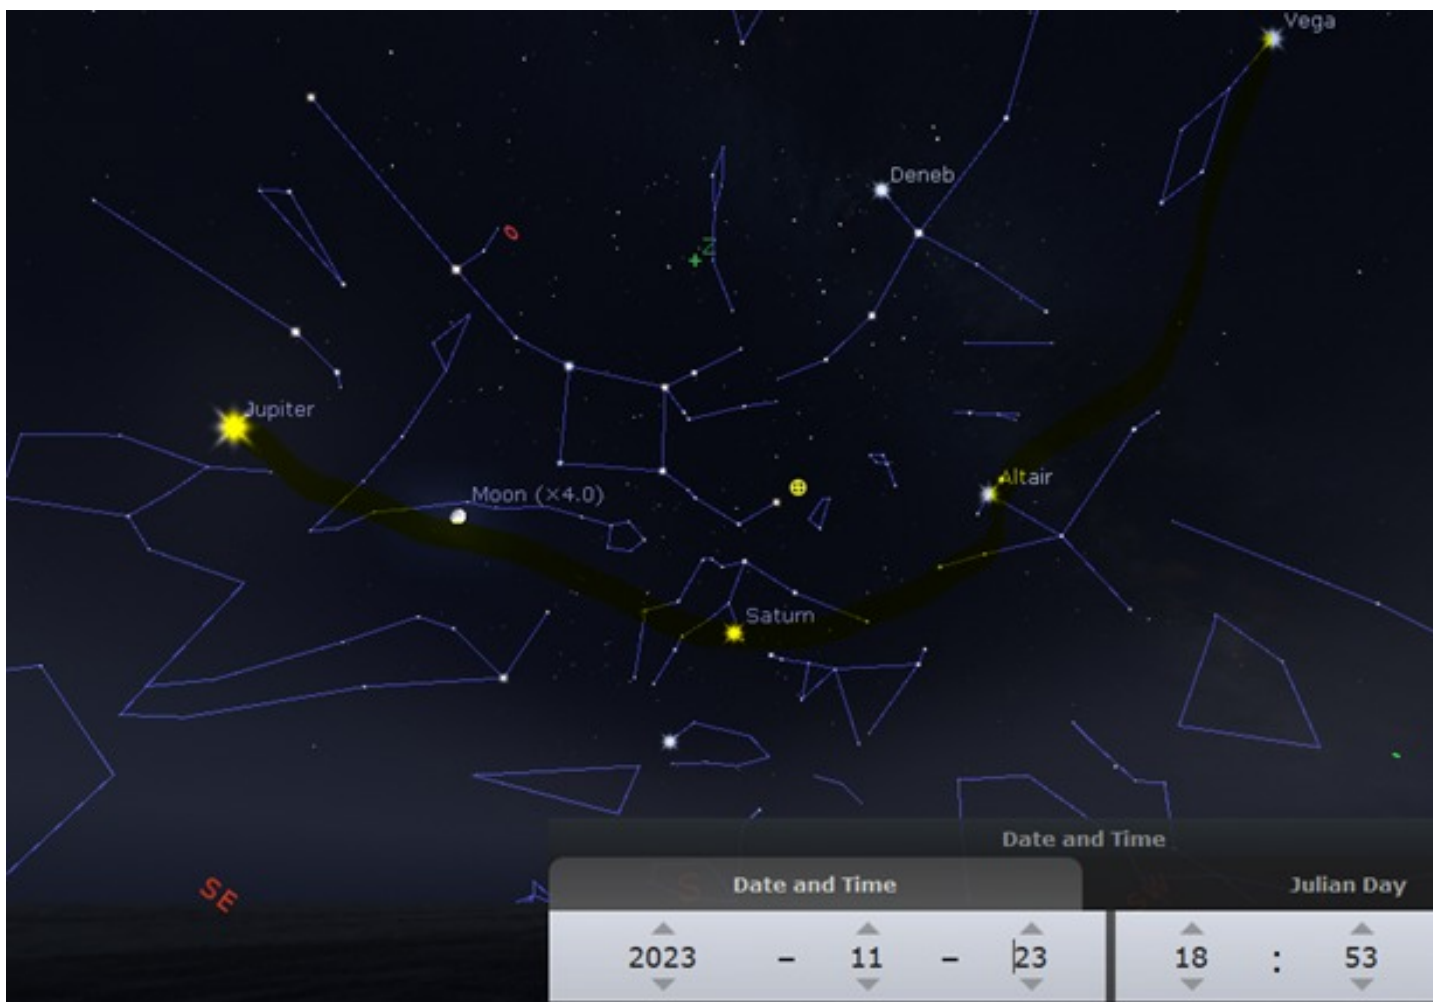 Vega
Deneb
Z
Jupiter
Moon (×4.0)
Altair
Saturn
SE
S
SW
Date and Time
Date and Time
Julian Day
2023 - 11 - 23
18 : 53